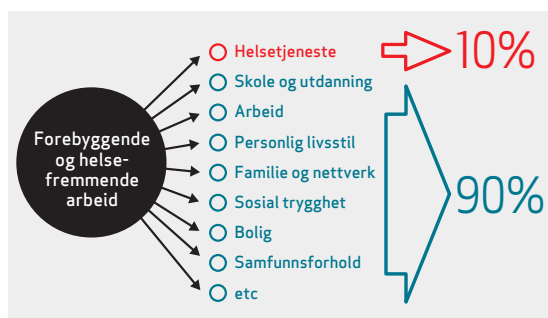 Forebyggende
og helse-
fremmende
arbeid
Helsetjeneste
Skole og utdanning
Arbeid
Personlig livsstil
Familie og nettverk
Sosial trygghet
Bolig
Samfunnsforhold
etc
10%
90%